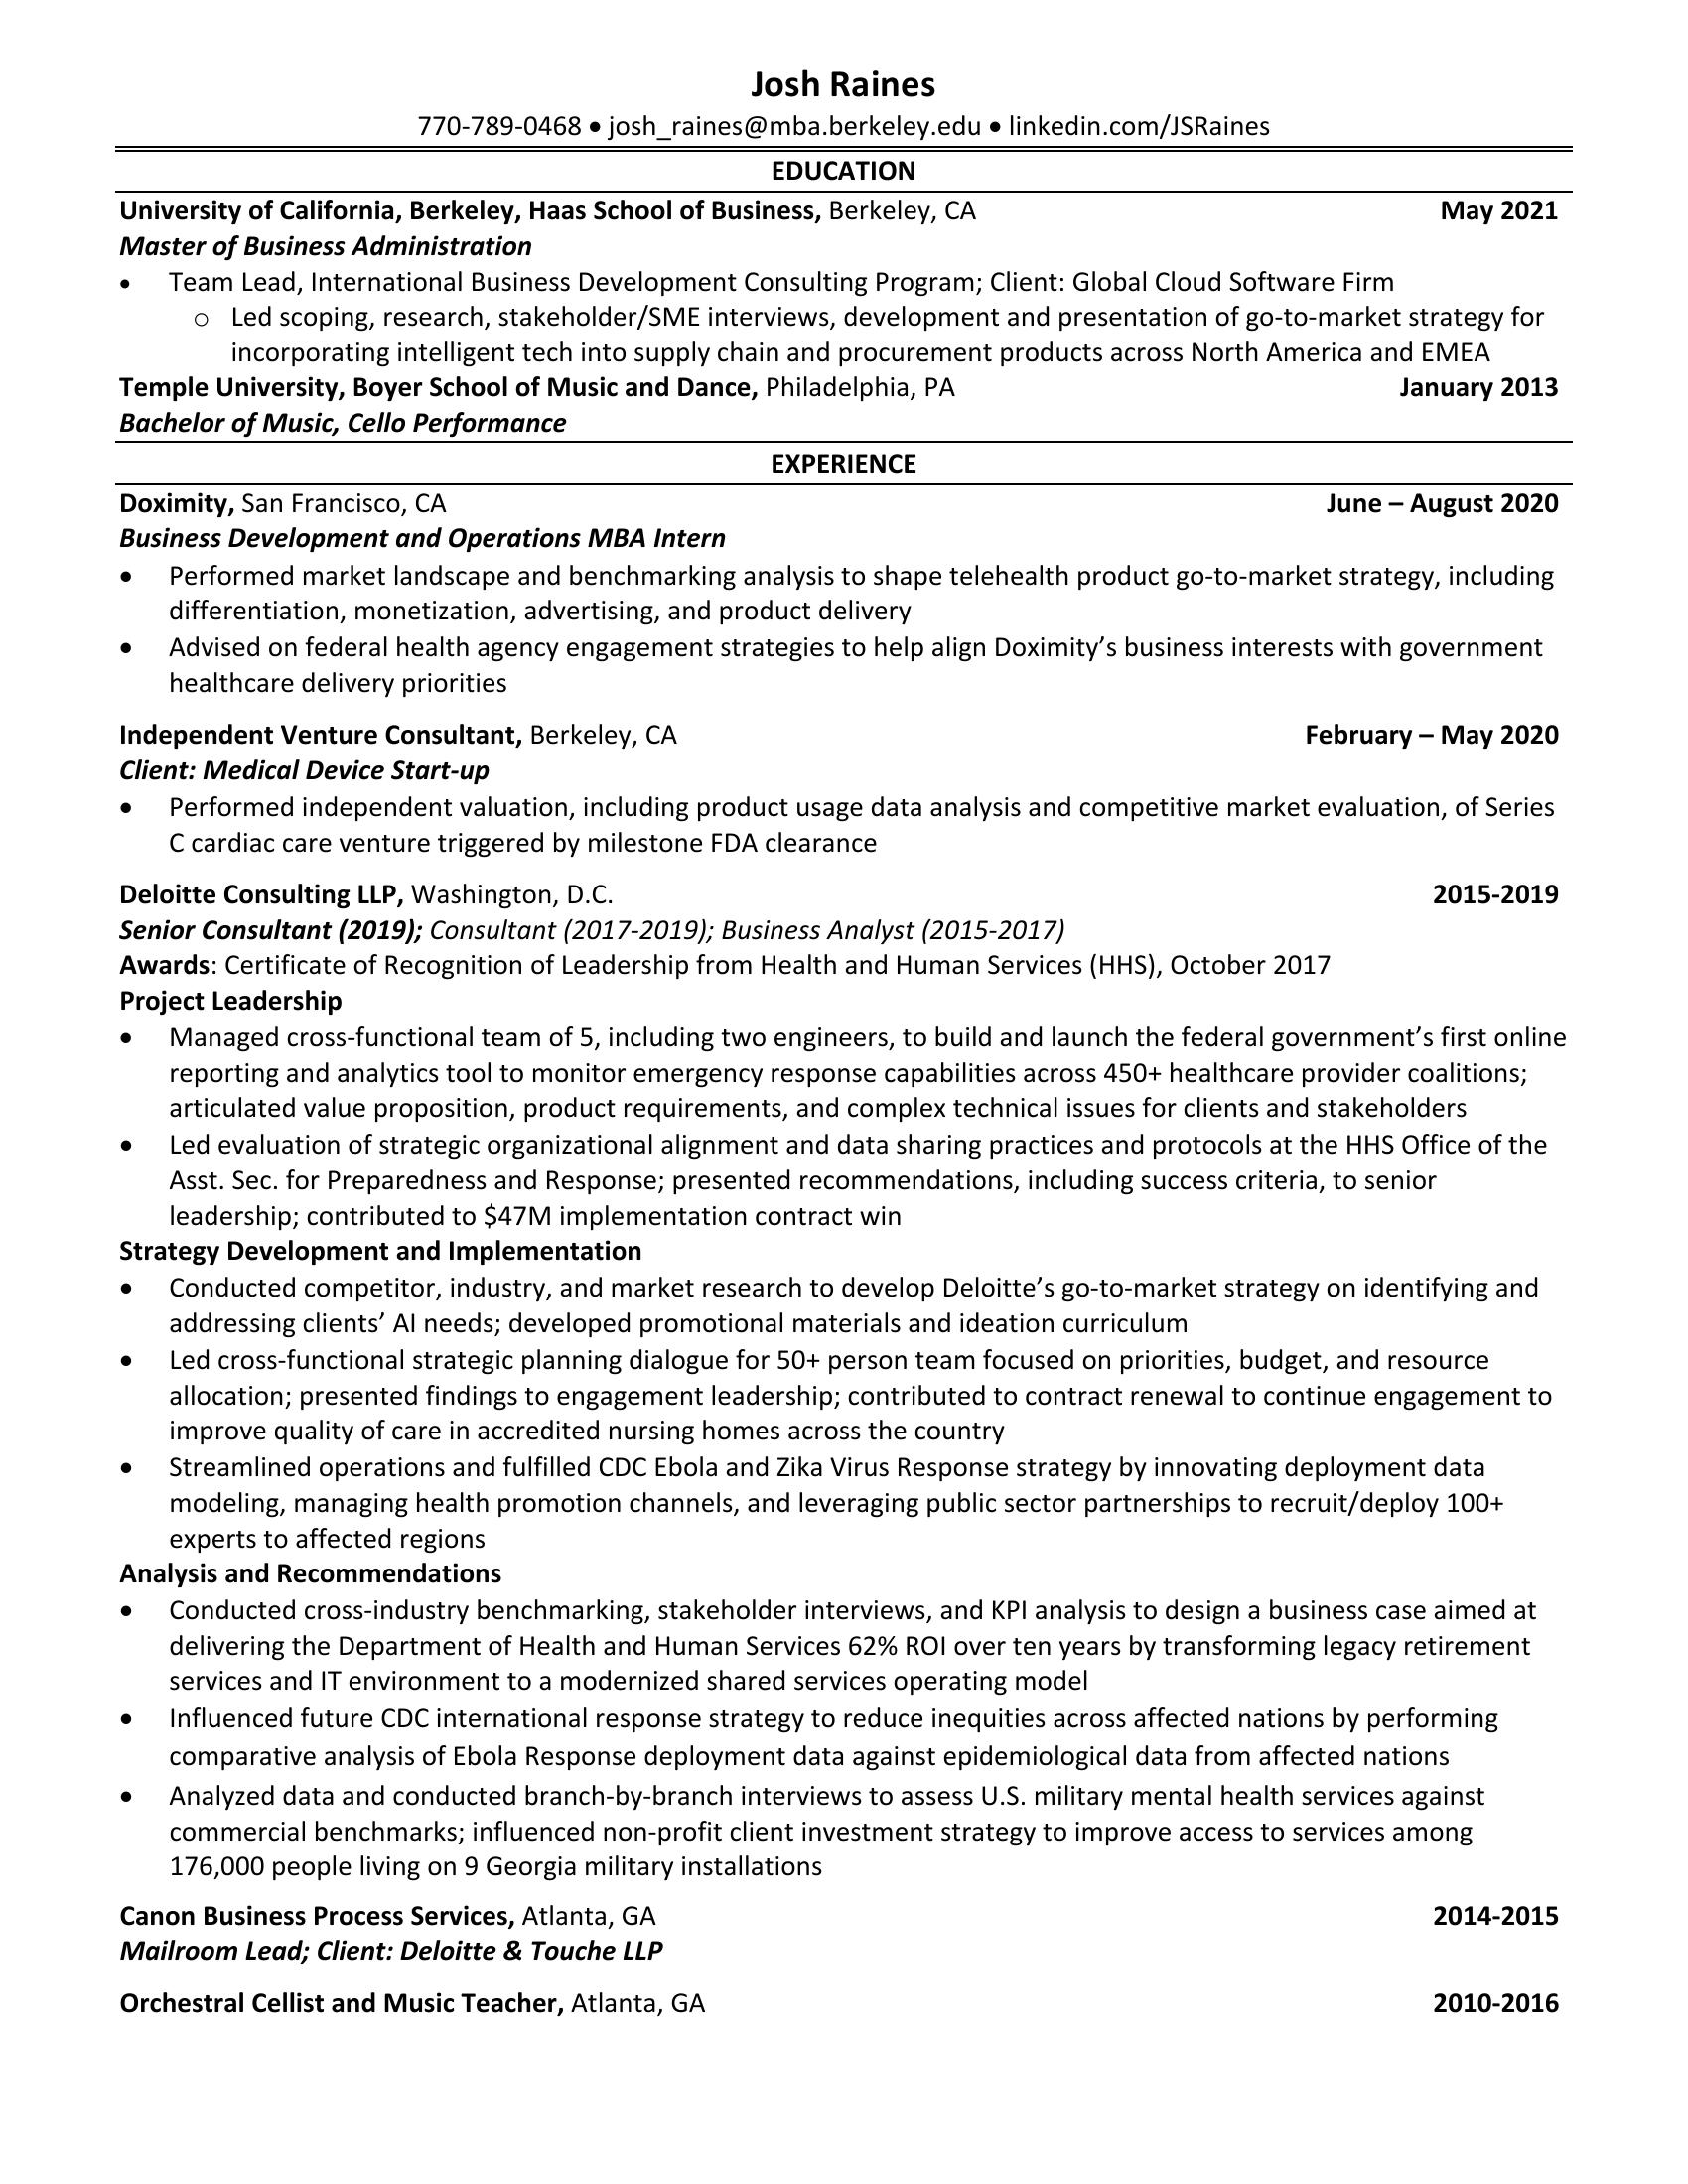 Josh Raines
770-789-0468 • josh_raines@mba.berkeley.edu • linkedin.com/JSRaines
EDUCATION
University of California, Berkeley, Haas School of Business, Berkeley, CA May 2021
Master of Business Administration
• Team Lead, International Business Development Consulting Program; Client: Global Cloud Software Firm
o Led scoping, research, stakeholder/SME interviews, development and presentation of go-to-market strategy for
incorporating intelligent tech into supply chain and procurement products across North America and EMEA
Temple University, Boyer School of Music and Dance, Philadelphia, PA January 2013
Bachelor of Music, Cello Performance
EXPERIENCE
Doximity, San Francisco, CA June – August 2020
Business Development and Operations MBA Intern
• Performed market landscape and benchmarking analysis to shape telehealth product go-to-market strategy, including
differentiation, monetization, advertising, and product delivery
• Advised on federal health agency engagement strategies to help align Doximity’s business interests with government
healthcare delivery priorities
Independent Venture Consultant, Berkeley, CA February – May 2020
Client: Medical Device Start-up
• Performed independent valuation, including product usage data analysis and competitive market evaluation, of Series
C cardiac care venture triggered by milestone FDA clearance
Deloitte Consulting LLP, Washington, D.C. 2015-2019
Senior Consultant (2019); Consultant (2017-2019); Business Analyst (2015-2017)
Awards: Certificate of Recognition of Leadership from Health and Human Services (HHS), October 2017
Project Leadership
• Managed cross-functional team of 5, including two engineers, to build and launch the federal government’s first online
reporting and analytics tool to monitor emergency response capabilities across 450+ healthcare provider coalitions;
articulated value proposition, product requirements, and complex technical issues for clients and stakeholders
• Led evaluation of strategic organizational alignment and data sharing practices and protocols at the HHS Office of the
Asst. Sec. for Preparedness and Response; presented recommendations, including success criteria, to senior
leadership; contributed to $47M implementation contract win
Strategy Development and Implementation
• Conducted competitor, industry, and market research to develop Deloitte’s go-to-market strategy on identifying and
addressing clients’ AI needs; developed promotional materials and ideation curriculum
• Led cross-functional strategic planning dialogue for 50+ person team focused on priorities, budget, and resource
allocation; presented findings to engagement leadership; contributed to contract renewal to continue engagement to
improve quality of care in accredited nursing homes across the country
• Streamlined operations and fulfilled CDC Ebola and Zika Virus Response strategy by innovating deployment data
modeling, managing health promotion channels, and leveraging public sector partnerships to recruit/deploy 100+
experts to affected regions
Analysis and Recommendations
• Conducted cross-industry benchmarking, stakeholder interviews, and KPI analysis to design a business case aimed at
delivering the Department of Health and Human Services 62% ROI over ten years by transforming legacy retirement
services and IT environment to a modernized shared services operating model
• Influenced future CDC international response strategy to reduce inequities across affected nations by performing
comparative analysis of Ebola Response deployment data against epidemiological data from affected nations
• Analyzed data and conducted branch-by-branch interviews to assess U.S. military mental health services against
commercial benchmarks; influenced non-profit client investment strategy to improve access to services among
176,000 people living on 9 Georgia military installations
Canon Business Process Services, Atlanta, GA 2014-2015
Mailroom Lead; Client: Deloitte & Touche LLP
Orchestral Cellist and Music Teacher, Atlanta, GA 2010-2016